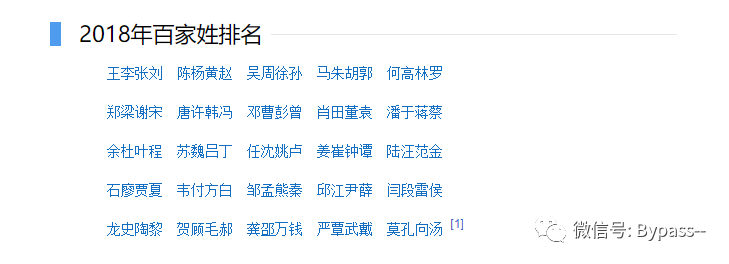 2018年百家姓排名
王李张刘 陈杨黄赵 吴周徐孙 马朱胡郭 何高林罗
郑梁谢宋 唐许韩冯 邓曹彭曾 肖田董袁 潘于蒋蔡
余杜叶程 苏魏吕丁 任沈姚卢 姜崔钟谭 陆汪范金
石廖贾夏 韦付方白 邹孟熊秦 邱江尹薛 闫段雷侯
龙史陶黎 贺顾毛郝 龚邵万钱 严覃武戴 莫孔向汤 [1]
微信号: Bypass--